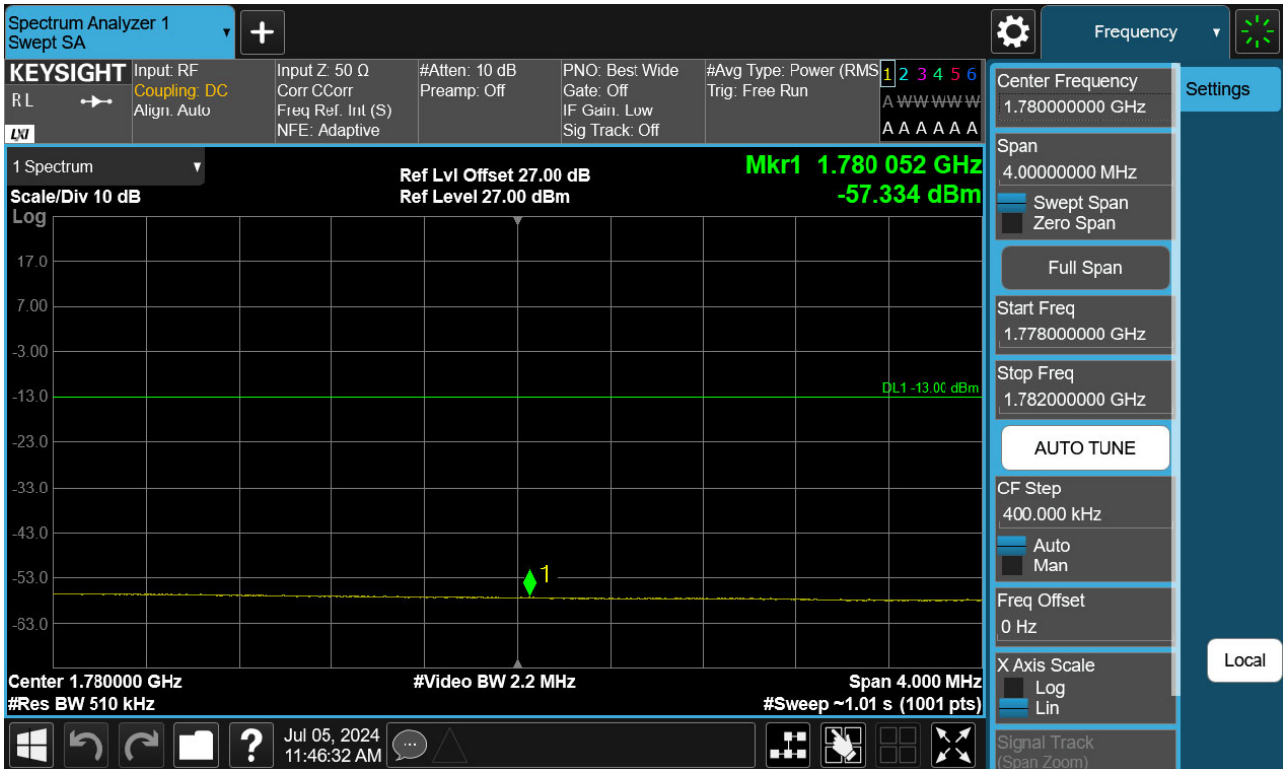 Spectrum Analyzer 1
Swept SA
+
Frequency
KEYSIGHT
R L
LXI
Input: RF
Coupling: DC
Align: Auto
Input Z: 50 Ω
Corr CCorr
Freq Ref: Int (S)
NFE: Adaptive
#Atten: 10 dB
Preamp: Off
PNO: Best Wide
Gate: Off
IF Gain: Low
Sig Track: Off
#Avg Type: Power (RMS
Trig: Free Run
1 2 3 4 5 6
A W W W W W
A A A A A A
1 Spectrum
Scale/Div 10 dB
Log
Ref Lvl Offset 27.00 dB
Ref Level 27.00 dBm
Mkr1 1.780 052 GHz
-57.334 dBm
17.0
7.00
-3.00
-13.0
DL1 -13.00 dBm
-23.0
-33.0
-43.0
-53.0
1
-63.0
Center 1.780000 GHz
#Video BW 2.2 MHz
Span 4.000 MHz
#Res BW 510 kHz
#Sweep ~1.01 s (1001 pts)
?
Jul 05, 2024
11:46:32 AM
Center Frequency
1.780000000 GHz
Span
4.00000000 MHz
Swept Span
Zero Span
Full Span
Start Freq
1.778000000 GHz
Stop Freq
1.782000000 GHz
AUTO TUNE
CF Step
400.000 kHz
Auto
Man
Freq Offset
0 Hz
X Axis Scale
Log
Lin
Signal Track
(Span Zoom)
Settings
Local